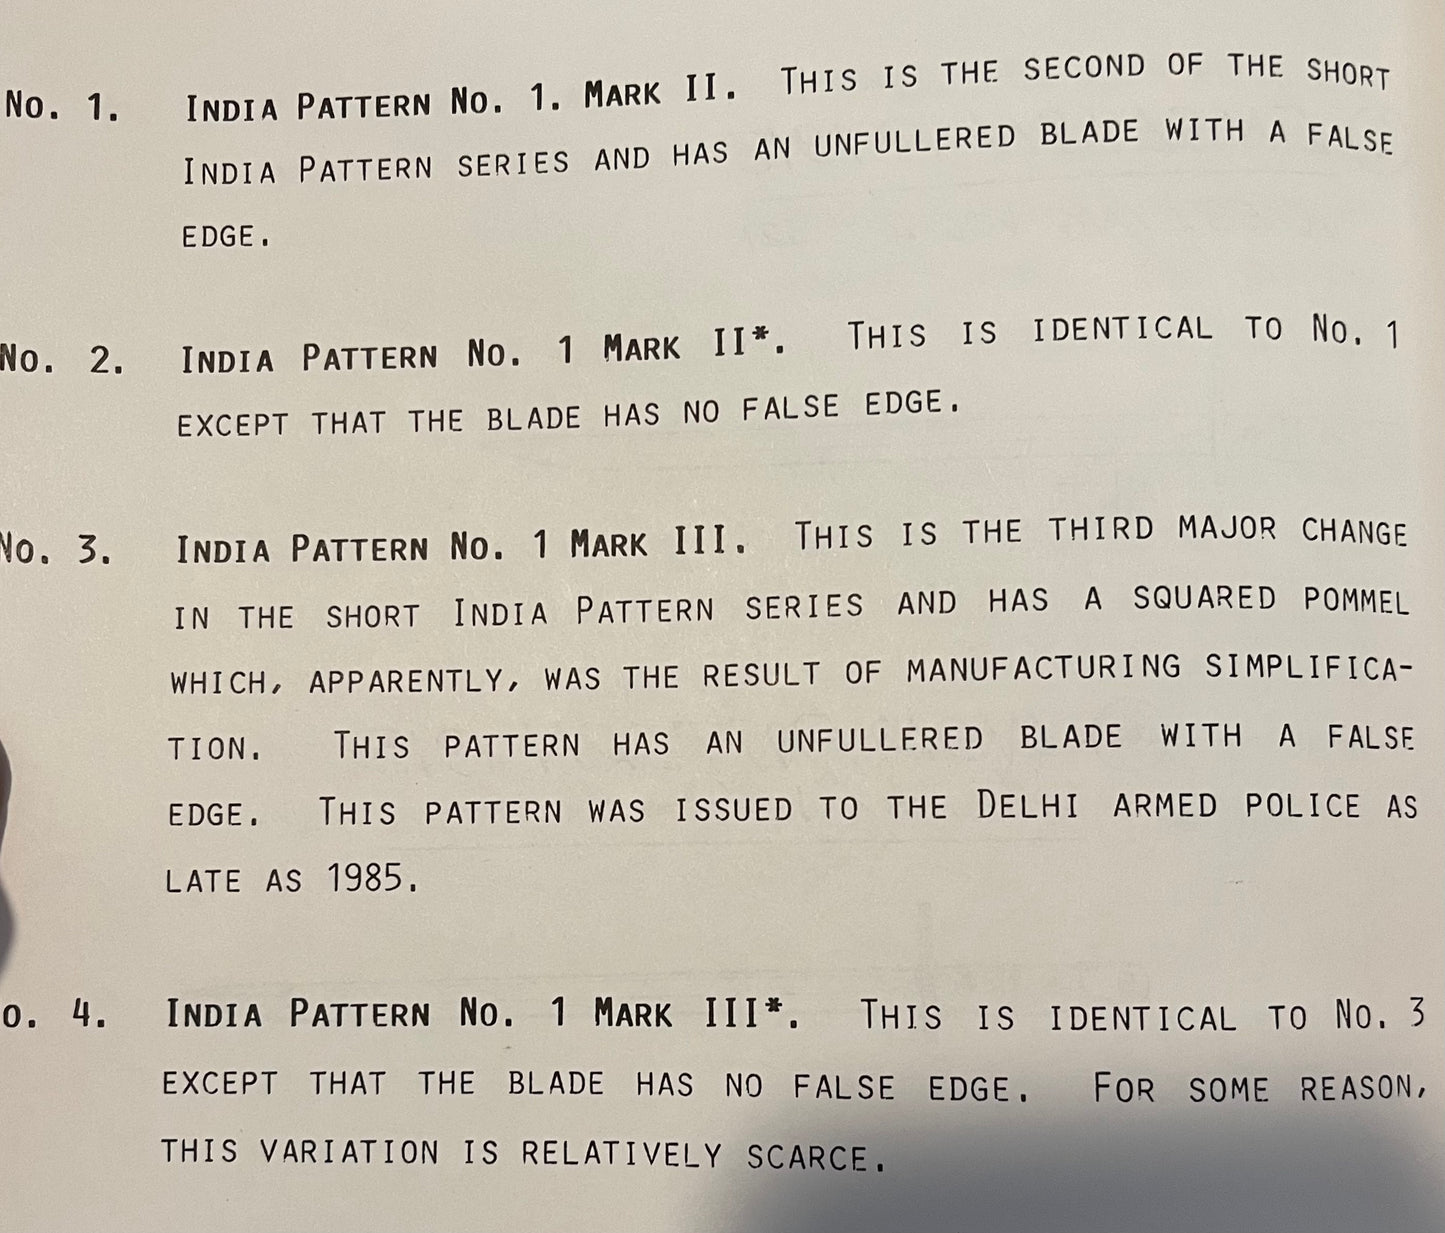 No. 1. India Pattern No. 1. Mark II. This is the second of the short
India Pattern series and has an unfullered blade with a false
edge.
No. 2. India Pattern No. 1 Mark II*. This is identical to No. 1
except that the blade has no false edge.
No. 3. India Pattern No. 1 Mark III. This is the third major change
in the short India Pattern series and has a squared pommel
which, apparently, was the result of manufacturing simplifica-
tion. This pattern has an unfullered blade with a false
edge. This pattern was issued to the Delhi armed police as
late as 1985.
o. 4. India Pattern No. 1 Mark III*. This is identical to No. 3
except that the blade has no false edge. For some reason,
this variation is relatively scarce.